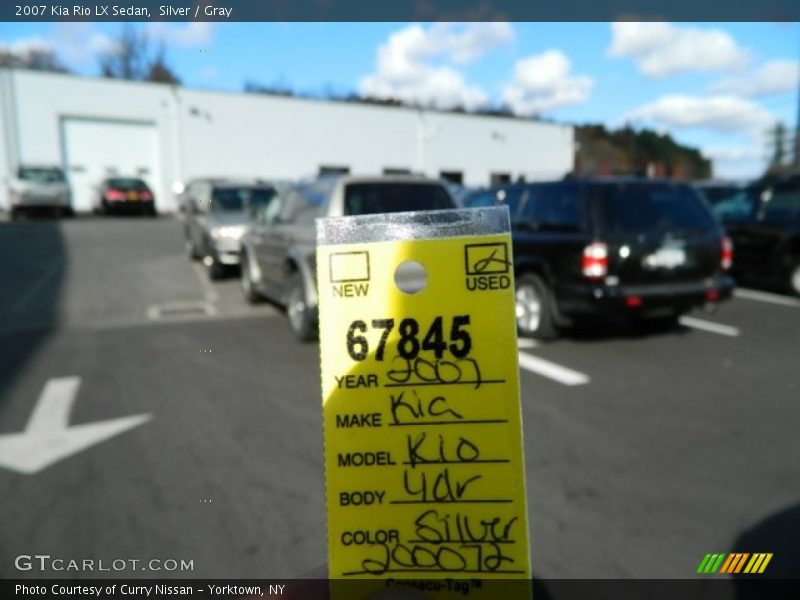 2007 Kia Rio LX Sedan, Silver / Gray
NEW USED
67845
YEAR 2007
MAKE Kia
MODEL Rio
BODY 4dr
COLOR Silver
200072
Consecu-Tag™
GTCARLOT.COM
Photo Courtesy of Curry Nissan - Yorktown, NY